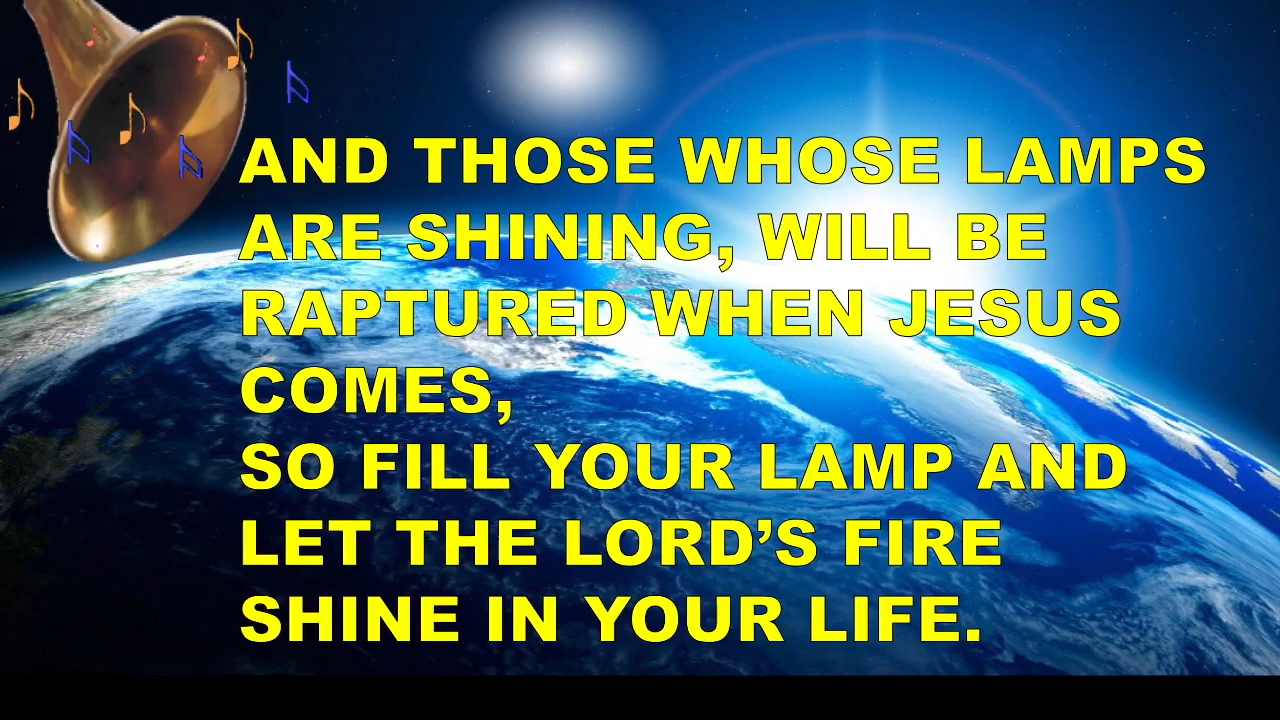 AND THOSE WHOSE LAMPS
ARE SHINING, WILL BE
RAPTURED WHEN JESUS
COMES,
SO FILL YOUR LAMP AND
LET THE LORD’S FIRE
SHINE IN YOUR LIFE.